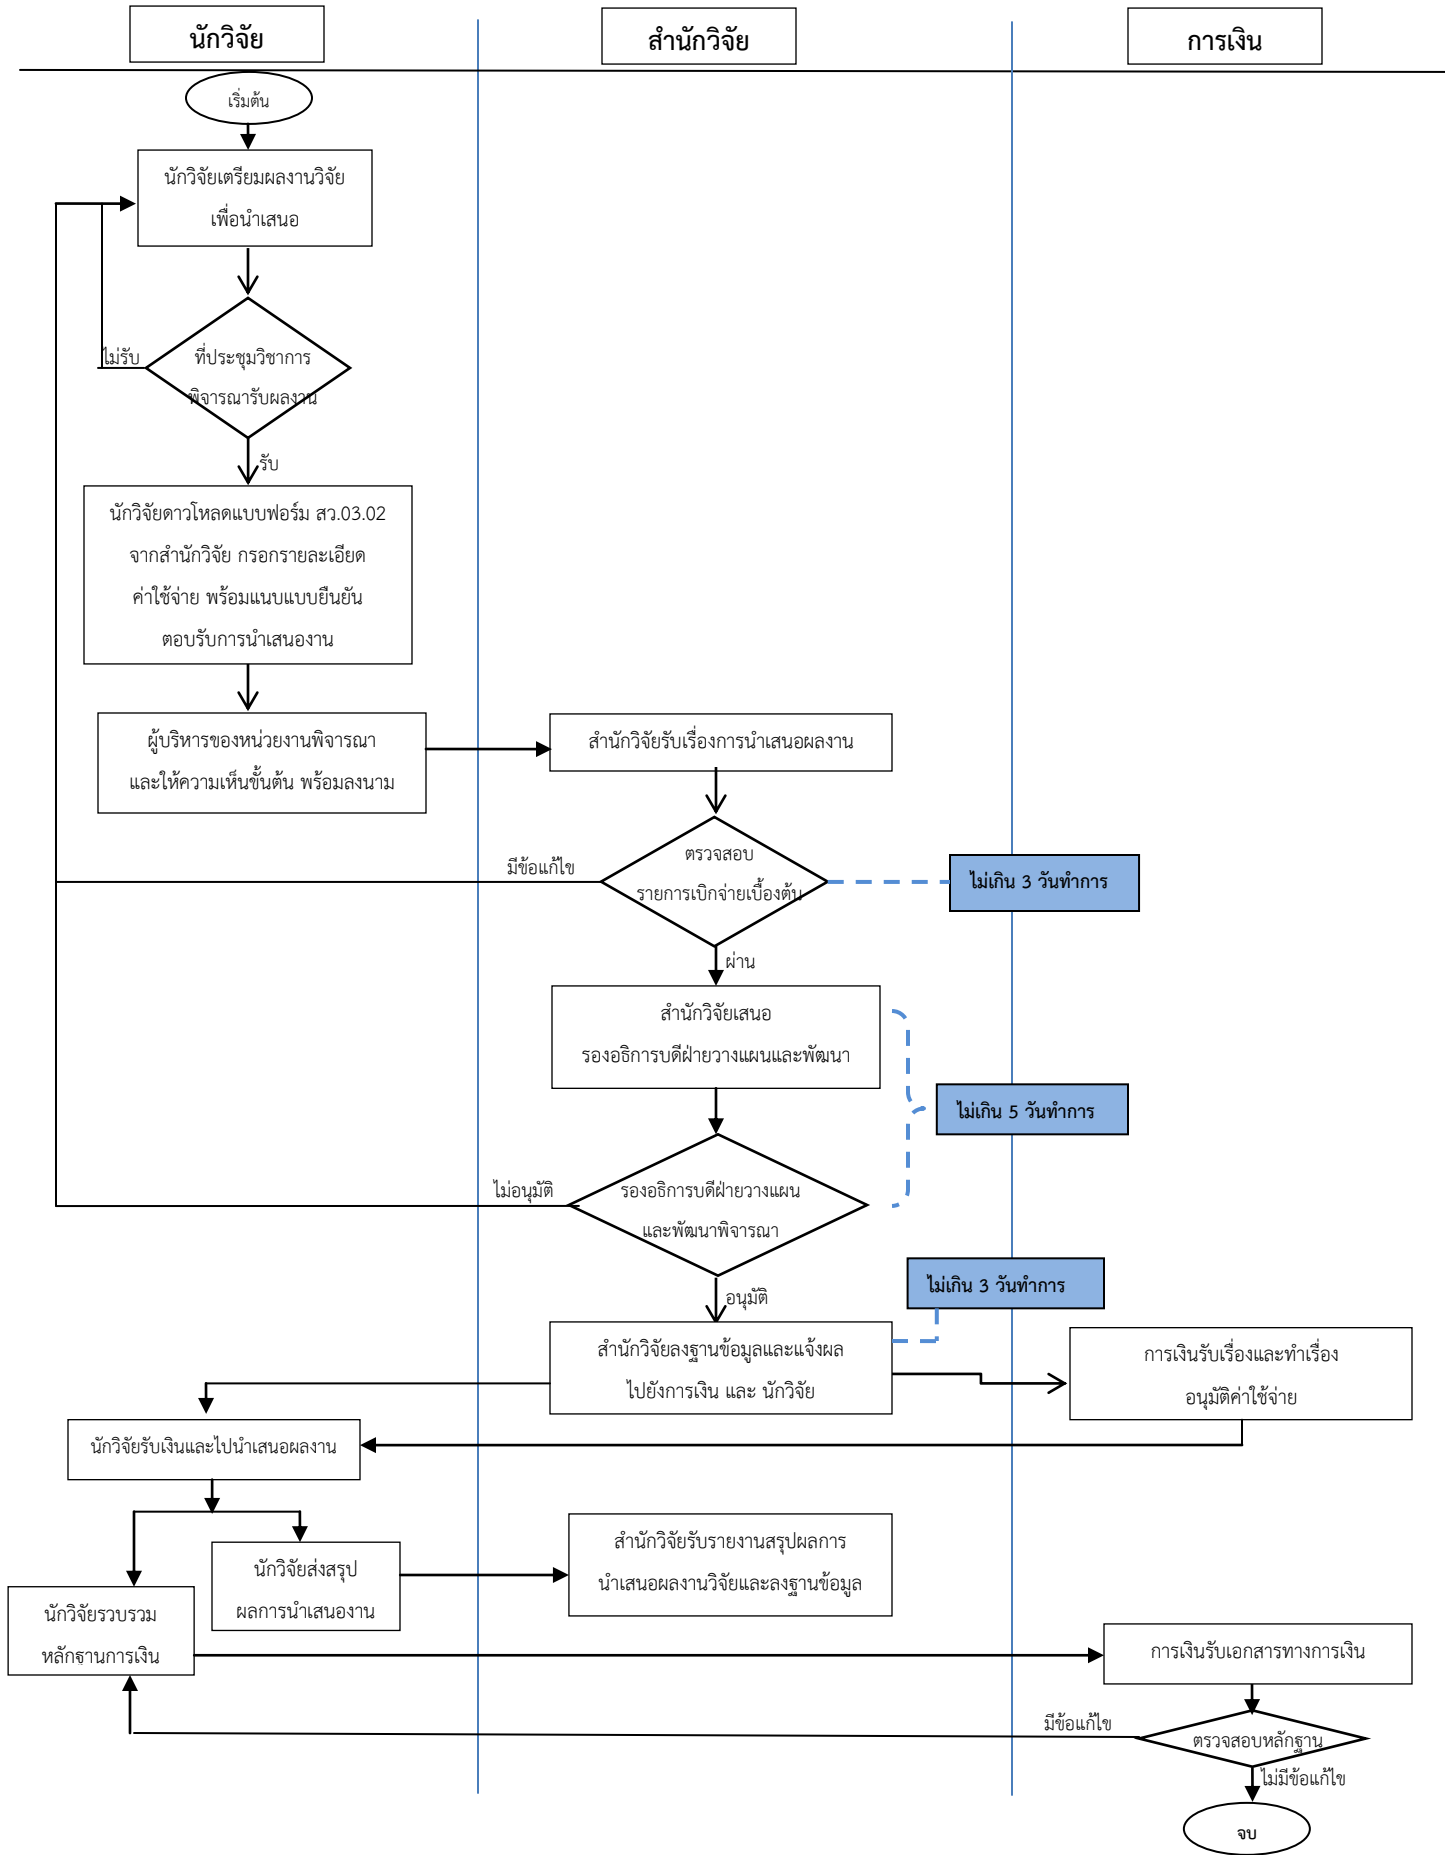 นักวิจัย
สำนักวิจัย
การเงิน
เริ่มต้น
นักวิจัยเตรียมผลงานวิจัย
เพื่อนำเสนอ
ไม่รับ
ที่ประชุมวิชาการ
พิจารณารับผลงาน
รับ
นักวิจัยดาวโหลดแบบฟอร์ม สว.03.02
จากสำนักวิจัย กรอกรายละเอียด
ค่าใช้จ่าย พร้อมแนบแบบยืนยัน
ตอบรับการนำเสนองาน
ผู้บริหารของหน่วยงานพิจารณา
และให้ความเห็นขั้นต้น พร้อมลงนาม
สำนักวิจัยรับเรื่องการนำเสนอผลงาน
มีข้อแก้ไข
ตรวจสอบ
รายการเบิกจ่ายเบื้องต้น
ไม่เกิน 3 วันทำการ
ผ่าน
สำนักวิจัยเสนอ
รองอธิการบดีฝ่ายวางแผนและพัฒนา
ไม่เกิน 5 วันทำการ
ไม่อนุมัติ
รองอธิการบดีฝ่ายวางแผน
และพัฒนาพิจารณา
ไม่เกิน 3 วันทำการ
อนุมัติ
สำนักวิจัยลงฐานข้อมูลและแจ้งผล
ไปยังการเงิน และ นักวิจัย
การเงินรับเรื่องและทำเรื่อง
อนุมัติค่าใช้จ่าย
นักวิจัยรับเงินและไปนำเสนอผลงาน
นักวิจัยส่งสรุป
ผลการนำเสนองาน
สำนักวิจัยรับรายงานสรุปผลการ
นำเสนอผลงานวิจัยและลงฐานข้อมูล
นักวิจัยรวบรวม
หลักฐานการเงิน
การเงินรับเอกสารทางการเงิน
มีข้อแก้ไข
ตรวจสอบหลักฐาน
ไม่มีข้อแก้ไข
จบ